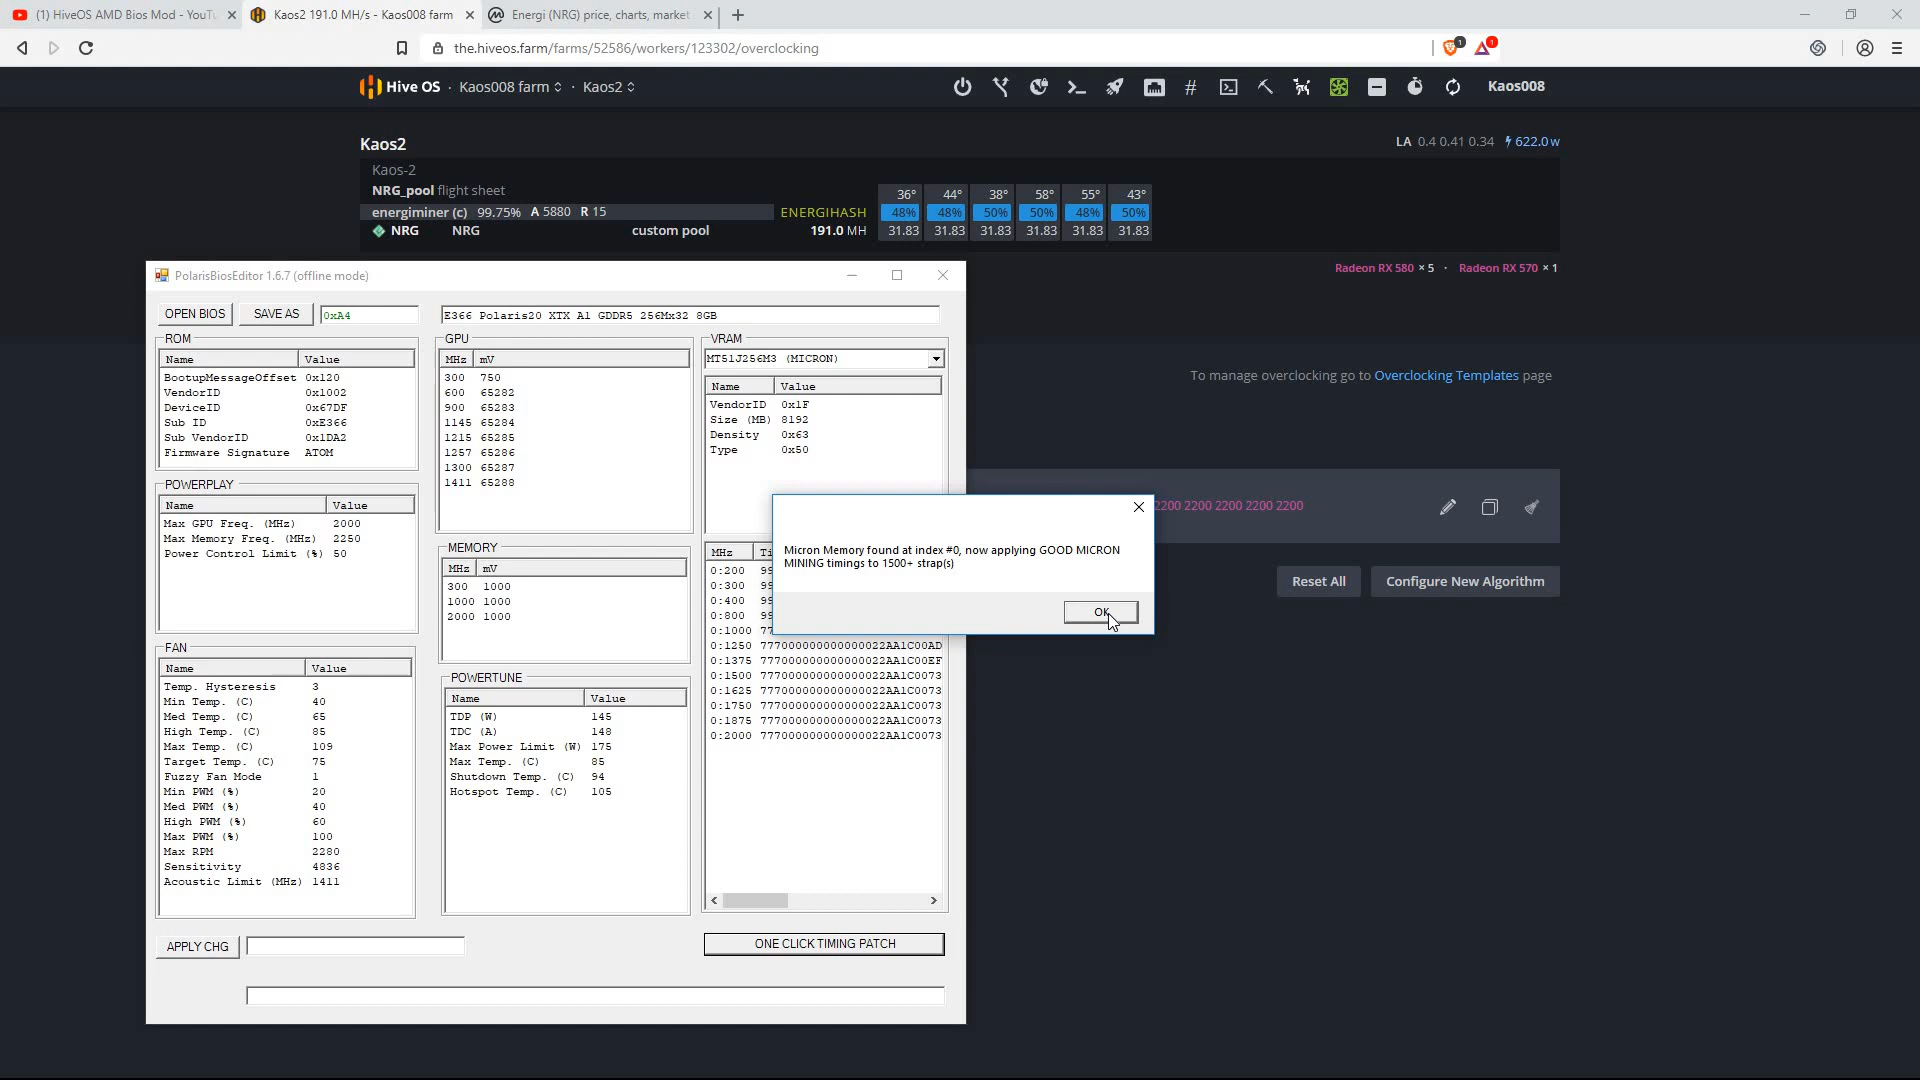 (1) HiveOS AMD Bios Mod - YouTu
Kaos2 191.0 MH/s - Kaos008 farm
Energi (NRG) price, charts, market
the.hiveos.farm/farms/52586/workers/123302/overclocking
1
1
Hive OS · Kaos008 farm · Kaos2
Kaos008
Kaos2
LA 0.4 0.41 0.34 622.0 w
Kaos-2
NRG_pool flight sheet
36° 44° 38° 58° 55° 43°
energiminer (c) 99.75% A 5880 R 15 ENERGIHASH 48% 48% 50% 50% 48% 50%
NRG NRG custom pool 191.0 MH 31.83 31.83 31.83 31.83 31.83 31.83
Radeon RX 580 × 5 · Radeon RX 570 × 1
To manage overclocking go to Overclocking Templates page
2200 2200 2200 2200 2200
Reset All
Configure New Algorithm
PolarisBiosEditor 1.6.7 (offline mode)
OPEN BIOS
SAVE AS
0xA4
E366 Polaris20 XTX A1 GDDR5 256Mx32 8GB
ROM
Name Value
BootupMessageOffset 0x120
VendorID 0x1002
DeviceID 0x67DF
Sub ID 0xE366
Sub VendorID 0x1DA2
Firmware Signature ATOM
POWERPLAY
Name Value
Max GPU Freq. (MHz) 2000
Max Memory Freq. (MHz) 2250
Power Control Limit (%) 50
FAN
Name Value
Temp. Hysteresis 3
Min Temp. (C) 40
Med Temp. (C) 65
High Temp. (C) 85
Max Temp. (C) 109
Target Temp. (C) 75
Fuzzy Fan Mode 1
Min PWM (%) 20
Med PWM (%) 40
High PWM (%) 60
Max PWM (%) 100
Max RPM 2280
Sensitivity 4836
Acoustic Limit (MHz) 1411
APPLY CHG
GPU
MHz mV
300 750
600 65282
900 65283
1145 65284
1215 65285
1257 65286
1300 65287
1411 65288
MEMORY
MHz mV
300 1000
1000 1000
2000 1000
POWERTUNE
Name Value
TDP (W) 145
TDC (A) 148
Max Power Limit (W) 175
Max Temp. (C) 85
Shutdown Temp. (C) 94
Hotspot Temp. (C) 105
VRAM
MT51J256M3 (MICRON)
Name Value
VendorID 0x1F
Size (MB) 8192
Density 0x63
Type 0x50
MHz Ti
0:200 99
0:300 99
0:400 99
0:800 99
0:1000 77
0:1250 777000000000000022AA1C00AD
0:1375 777000000000000022AA1C00EF
0:1500 777000000000000022AA1C0073
0:1625 777000000000000022AA1C0073
0:1750 777000000000000022AA1C0073
0:1875 777000000000000022AA1C0073
0:2000 777000000000000022AA1C0073
ONE CLICK TIMING PATCH
Micron Memory found at index #0, now applying GOOD MICRON
MINING timings to 1500+ strap(s)
OK